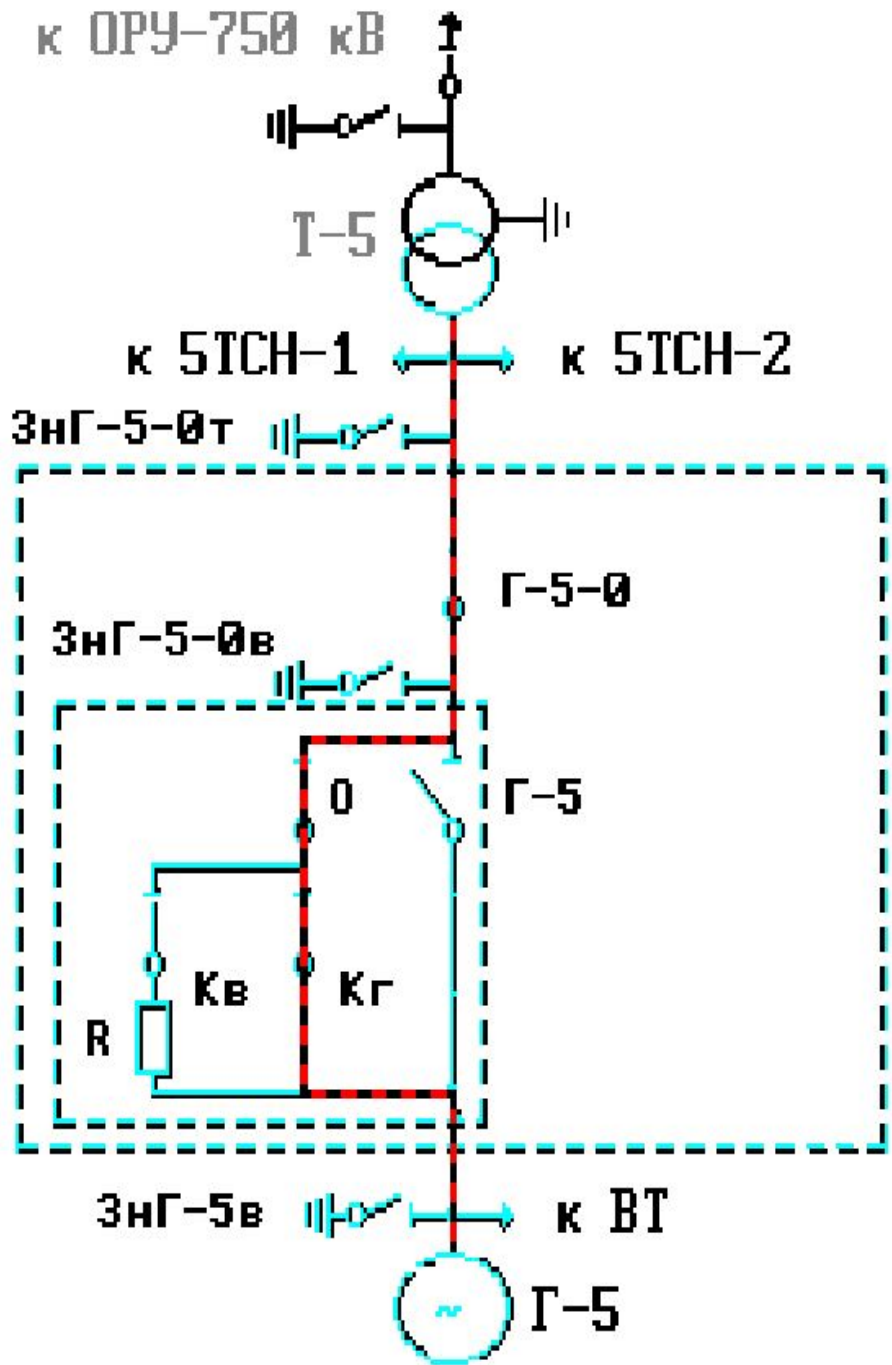 к ОРУ-750 кВ
Т-5
к 5ТСН-1
к 5ТСН-2
ЗнГ-5-0т
Г-5-0
ЗнГ-5-0в
О
Г-5
Кв
Кг
R
ЗнГ-5в
к ВТ
~
Г-5